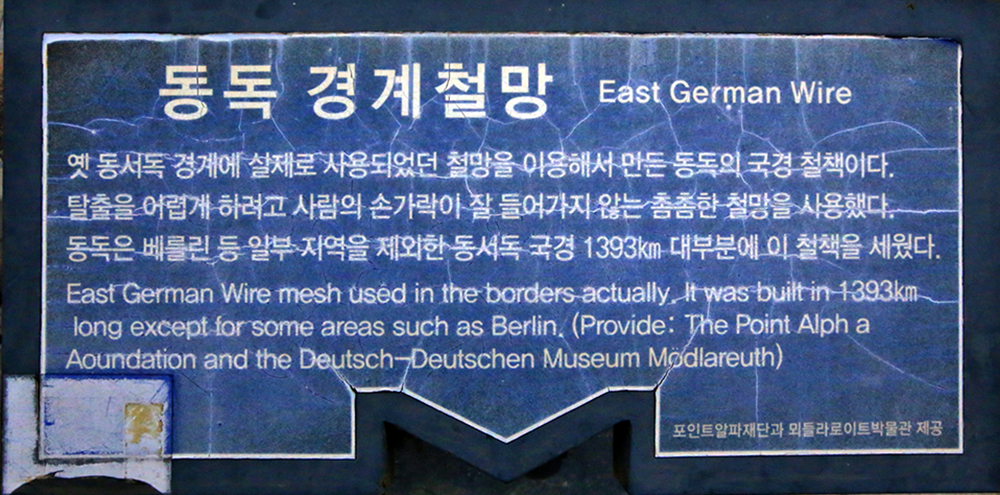 동독 경계철망 East German Wire
옛 동서독 경계에 실제로 사용되었던 철망을 이용해서 만든 동독의 국경 철책이다.
탈출을 어렵게 하려고 사람의 손가락이 잘 들어가지 않는 촘촘한 철망을 사용했다.
동독은 베를린 등 일부 지역을 제외한 동서독 국경 1393㎞ 대부분에 이 철책을 세웠다.
East German Wire mesh used in the borders actually. It was built in 1393㎞
long except for some areas such as Berlin. (Provide: The Point Alph a
Aoundation and the Deutsch-Deutschen Museum Mödlareuth)
포인트알파재단과 뫼들라로이트박물관 제공